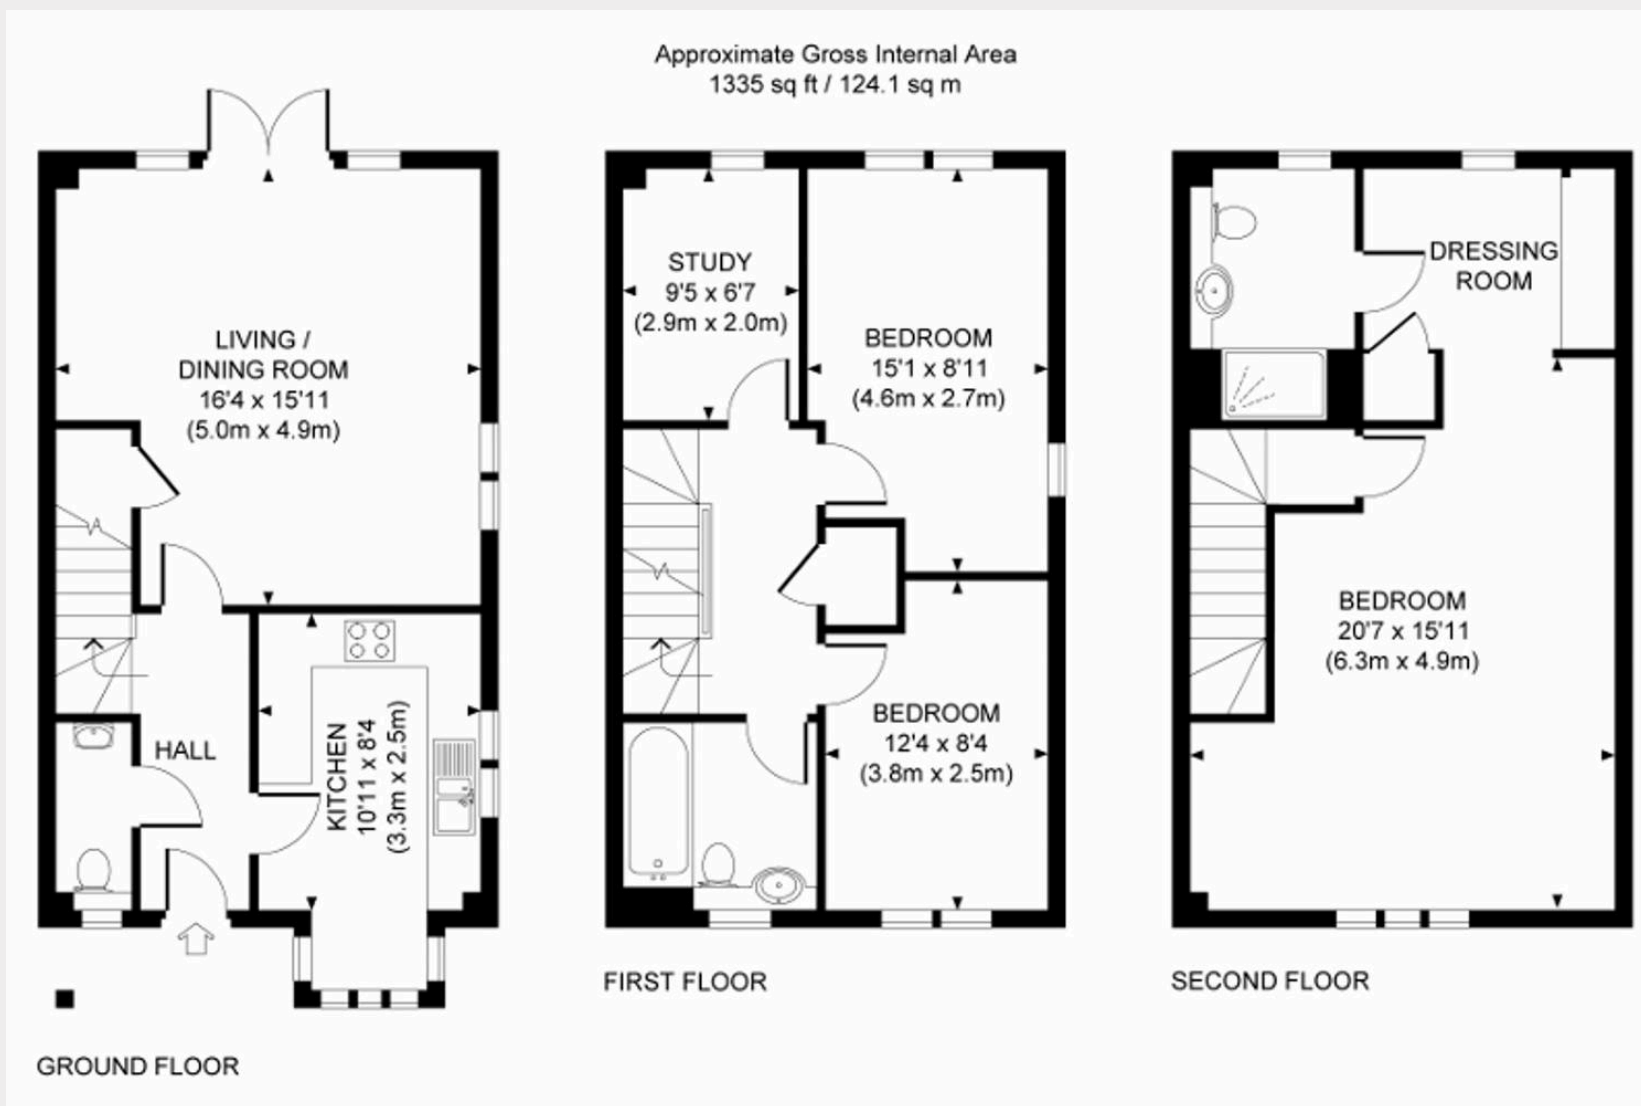 Approximate Gross Internal Area
1335 sq ft / 124.1 sq m
LIVING /
DINING ROOM
16'4 x 15'11
(5.0m x 4.9m)
HALL
KITCHEN
10'11 x 8'4
(3.3m x 2.5m)
GROUND FLOOR
STUDY
9'5 x 6'7
(2.9m x 2.0m)
BEDROOM
15'1 x 8'11
(4.6m x 2.7m)
BEDROOM
12'4 x 8'4
(3.8m x 2.5m)
FIRST FLOOR
DRESSING
ROOM
BEDROOM
20'7 x 15'11
(6.3m x 4.9m)
SECOND FLOOR